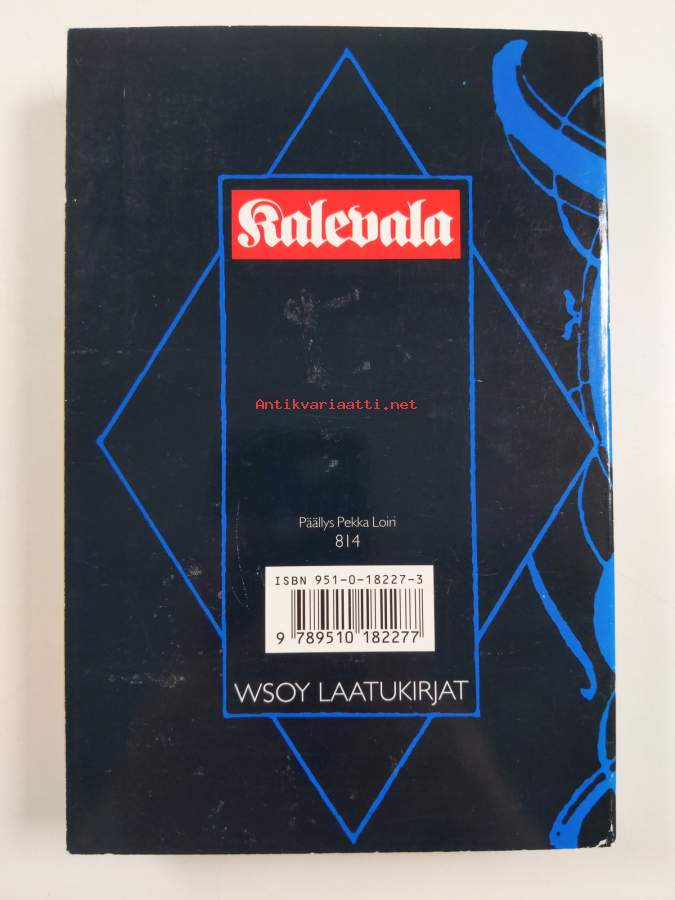 Kalevala
Antikvariaatti.net
Päällys Pekka Loiri
814
ISBN 951-0-18227-3
9 789510 182277
WSOY LAATUKIRJAT